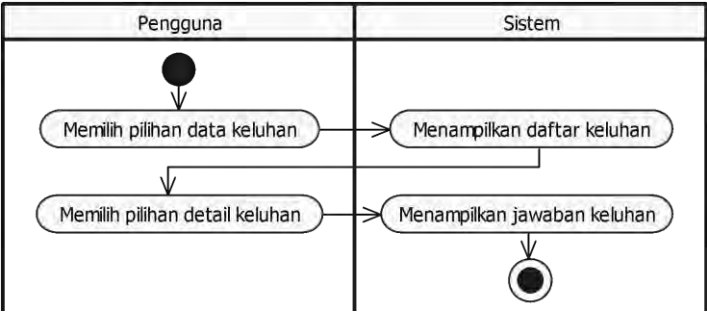 Pengguna
Sistem
Memilih pilihan data keluhan
Menampilkan daftar keluhan
Memilih pilihan detail keluhan
Menampilkan jawaban keluhan